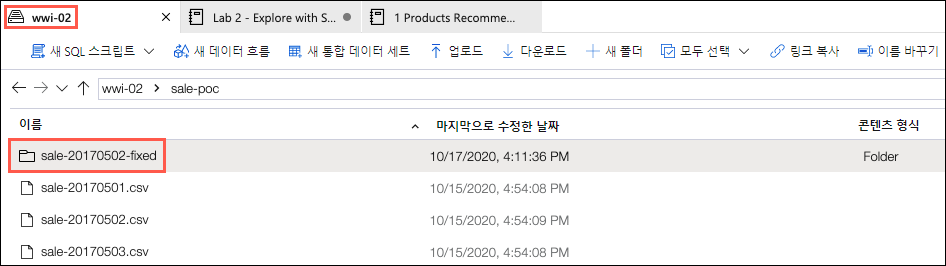 wwi-02 Lab 2 - Explore with S... 1 Products Recomme...
새 SQL 스크립트 새 데이터 흐름 새 통합 데이터 세트 업로드 다운로드 새 폴더 모두 선택 링크 복사 이름 바꾸기
wwi-02 sale-poc
이름 마지막으로 수정한 날짜 콘텐츠 형식
sale-20170502-fixed 10/17/2020, 4:11:36 PM Folder
sale-20170501.csv 10/15/2020, 4:54:08 PM
sale-20170502.csv 10/15/2020, 4:54:09 PM
sale-20170503.csv 10/15/2020, 4:54:08 PM